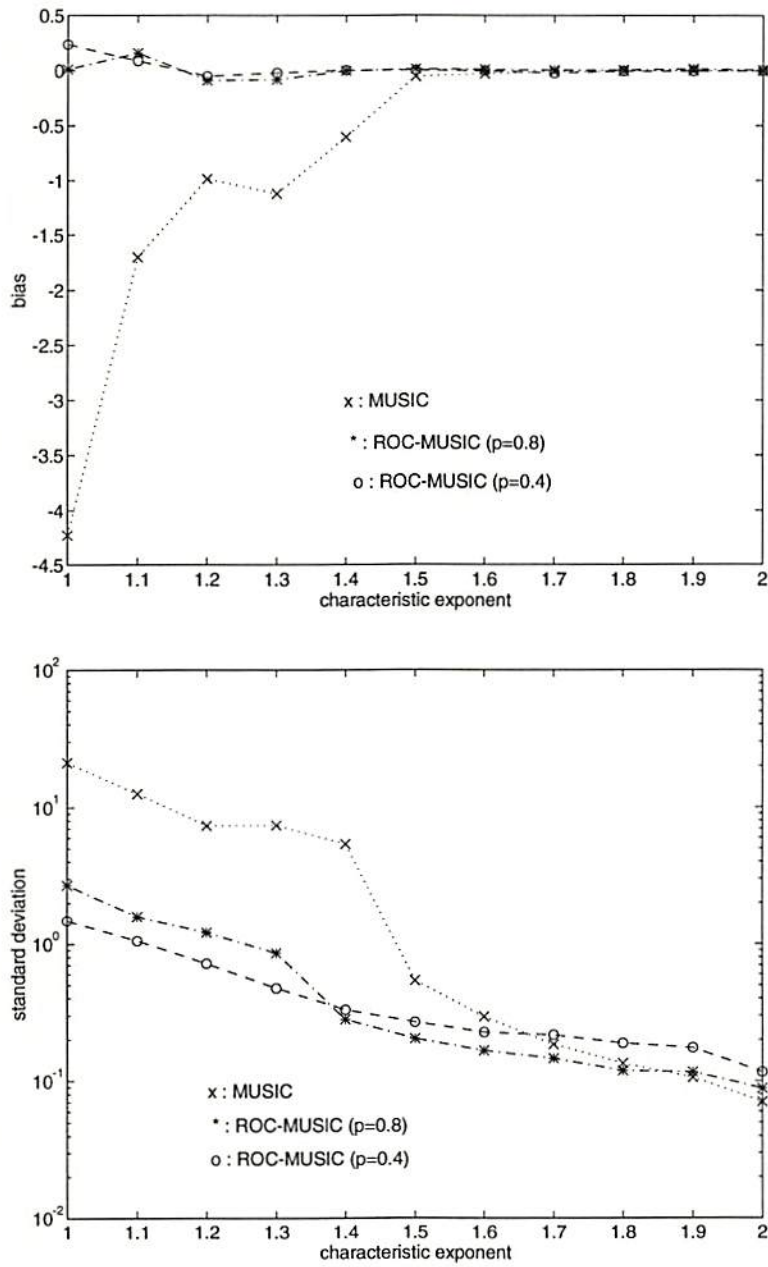 0.5
0
-0.5
-1
-1.5
-2
-2.5
-3
-3.5
-4
-4.5
bias
x : MUSIC
* : ROC-MUSIC (p=0.8)
o : ROC-MUSIC (p=0.4)
1 1.1 1.2 1.3 1.4 1.5 1.6 1.7 1.8 1.9 2
characteristic exponent
10^2
10^1
10^0
10^-1
10^-2
standard deviation
x : MUSIC
* : ROC-MUSIC (p=0.8)
o : ROC-MUSIC (p=0.4)
1 1.1 1.2 1.3 1.4 1.5 1.6 1.7 1.8 1.9 2
characteristic exponent